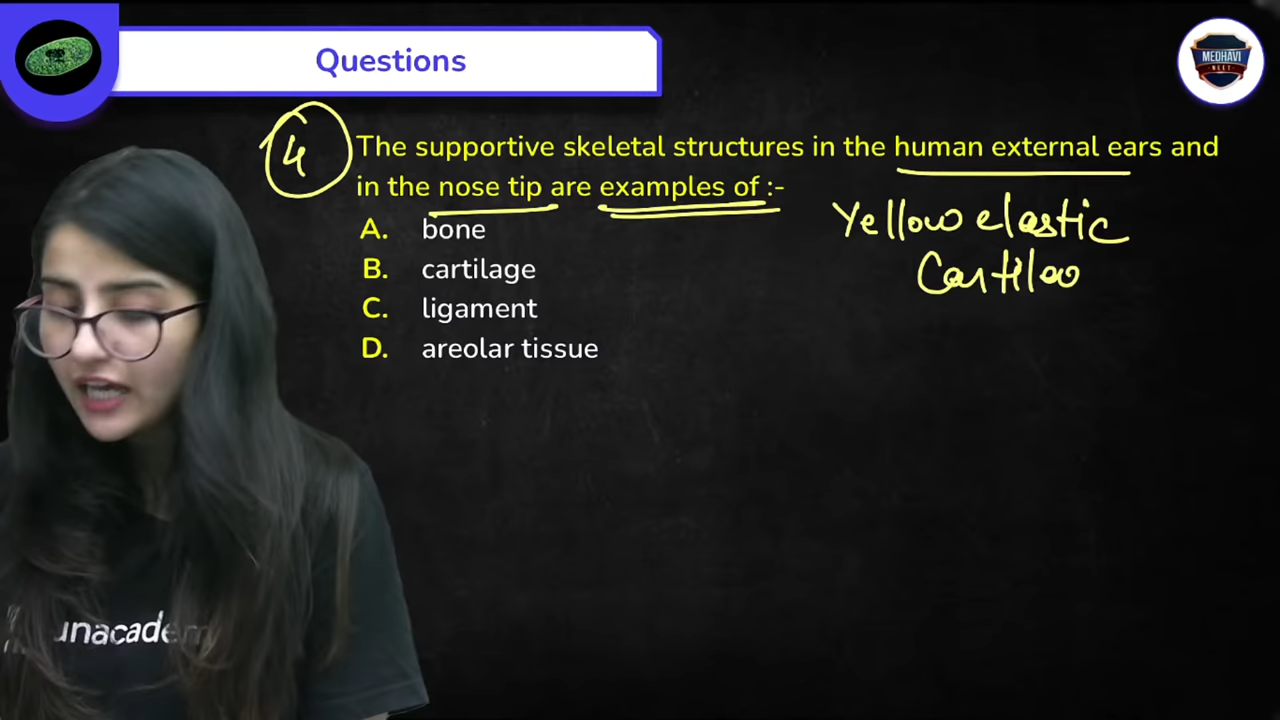 Questions
MEDHAVI
NEET
4
The supportive skeletal structures in the human external ears and
in the nose tip are examples of :-
A. bone
B. cartilage
C. ligament
D. areolar tissue
Yellow elastic
Cartilao
unacadem